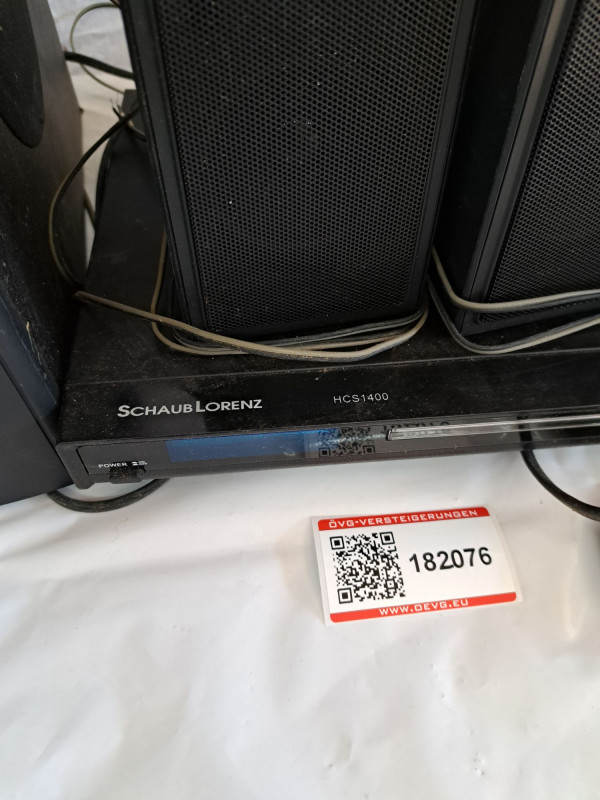 SCHAUB LORENZ
HCS1400
POWER
ÖVG-VERSTEIGERUNGEN
182076
WWW.OEVG.EU